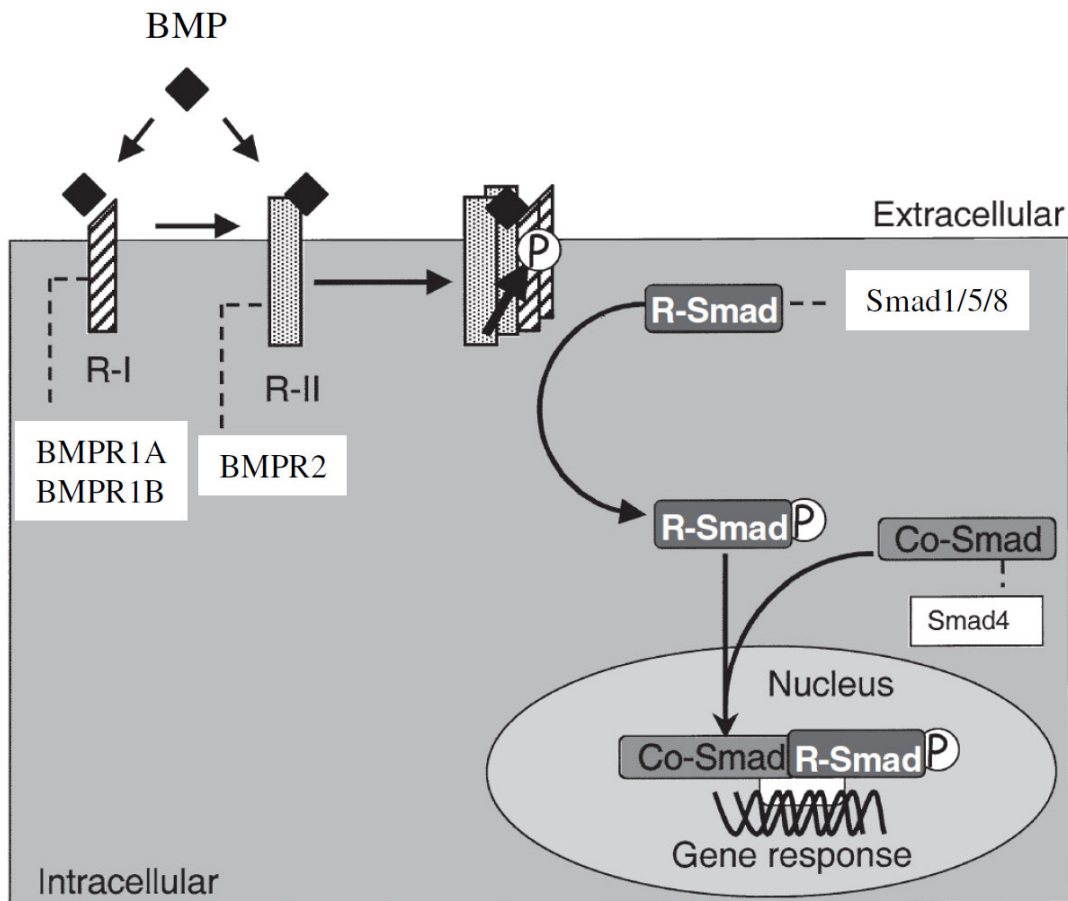 BMP
Extracellular
P
R-Smad
Smad1/5/8
R-I
R-II
BMPR1A
BMPR1B
BMPR2
R-Smad
P
Co-Smad
Smad4
Nucleus
Co-Smad
R-Smad
P
Gene response
Intracellular